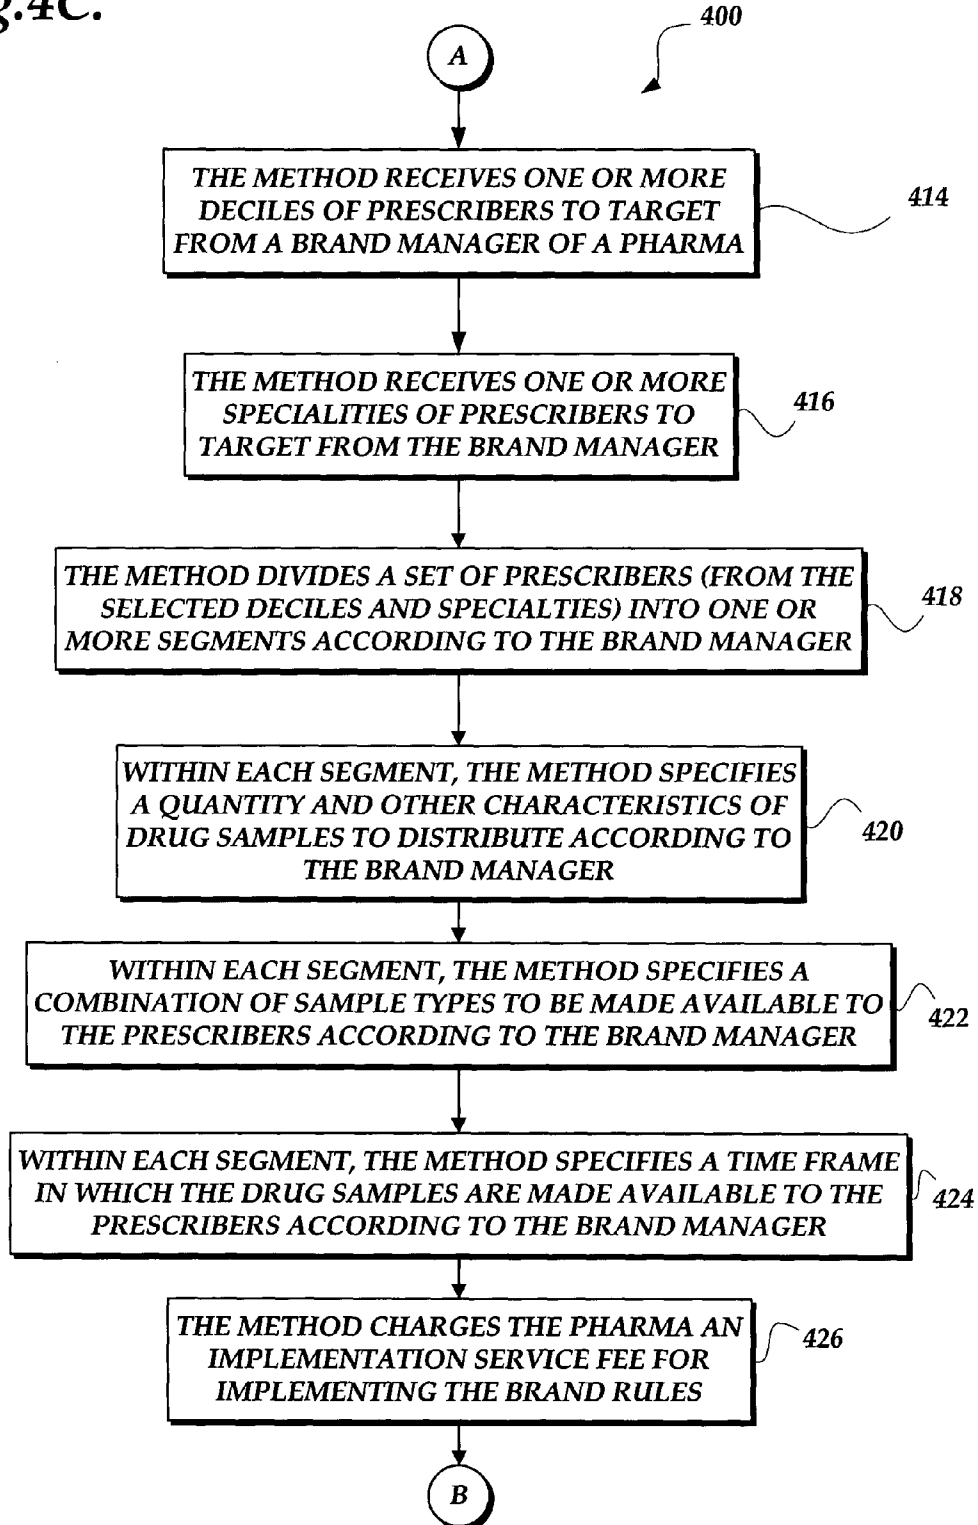 g.4C.
400
A
THE METHOD RECEIVES ONE OR MORE
DECILES OF PRESCRIBERS TO TARGET
FROM A BRAND MANAGER OF A PHARMA
414
THE METHOD RECEIVES ONE OR MORE
SPECIALITIES OF PRESCRIBERS TO
TARGET FROM THE BRAND MANAGER
416
THE METHOD DIVIDES A SET OF PRESCRIBERS (FROM THE
SELECTED DECILES AND SPECIALTIES) INTO ONE OR
MORE SEGMENTS ACCORDING TO THE BRAND MANAGER
418
WITHIN EACH SEGMENT, THE METHOD SPECIFIES
A QUANTITY AND OTHER CHARACTERISTICS OF
DRUG SAMPLES TO DISTRIBUTE ACCORDING TO
THE BRAND MANAGER
420
WITHIN EACH SEGMENT, THE METHOD SPECIFIES A
COMBINATION OF SAMPLE TYPES TO BE MADE AVAILABLE TO
THE PRESCRIBERS ACCORDING TO THE BRAND MANAGER
422
WITHIN EACH SEGMENT, THE METHOD SPECIFIES A TIME FRAME
IN WHICH THE DRUG SAMPLES ARE MADE AVAILABLE TO THE
PRESCRIBERS ACCORDING TO THE BRAND MANAGER
424
THE METHOD CHARGES THE PHARMA AN
IMPLEMENTATION SERVICE FEE FOR
IMPLEMENTING THE BRAND RULES
426
B